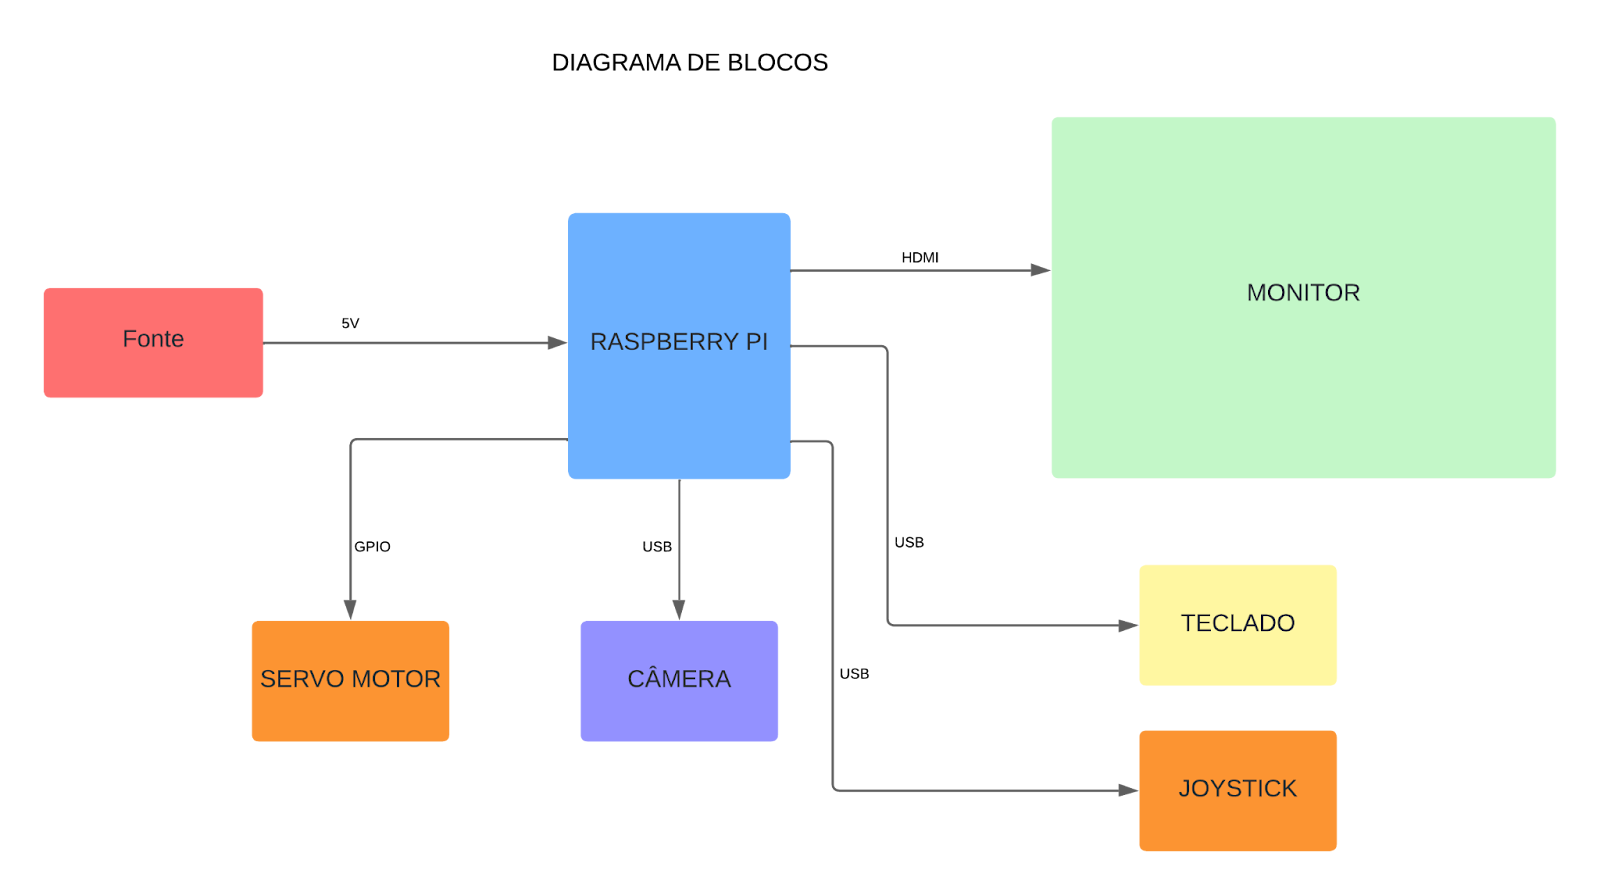 DIAGRAMA DE BLOCOS
HDMI
MONITOR
5V
Fonte
RASPBERRY PI
GPIO
USB
USB
TECLADO
SERVO MOTOR
CÂMERA
USB
JOYSTICK